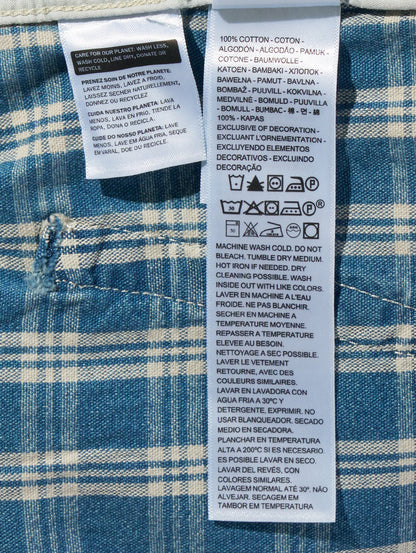 CARE FOR OUR PLANET: WASH LESS,
WASH COLD, LINE DRY, DONATE OR
RECYCLE.
PRENEZ SOIN DE NOTRE PLANÈTE:
LAVEZ MOINS, LAVEZ À FROID,
LAISSEZ SÉCHER NATURELLEMENT,
DONNEZ OU RECYCLEZ.
CUIDA NUESTRO PLANETA: LAVA
MENOS, LAVA EN FRÍO, TIENDE LA
ROPA, DONA O RECICLA.
CUIDE DO NOSSO PLANETA: LAVE
MENOS, LAVE EM ÁGUA FRIA, SEQUE
EM VARAL, DOE OU RECICLE.
100% COTTON - COTON -
ALGODÓN - ALGODÃO - PAMUK -
COTONE - BAUMWOLLE -
KATOEN - BAMBAKI - ХЛОПОК -
BAWEŁNA - PAMUT - BAVLNA -
BOMBAŽ - PUUVILL - KOKVILNA -
MEDVILNĖ - BOMULD - PUUVILLA
- BOMULL - BUMBAC - 棉 - 면 - 綿
100% - KAPAS
EXCLUSIVE OF DECORATION -
EXCLUANT L'ORNEMENTATION -
EXCLUYENDO ELEMENTOS
DECORATIVOS - EXCLUINDO
DECORAÇÃO
MACHINE WASH COLD. DO NOT
BLEACH. TUMBLE DRY MEDIUM.
HOT IRON IF NEEDED. DRY
CLEANING POSSIBLE. WASH
INSIDE OUT WITH LIKE COLORS.
LAVER EN MACHINE A L'EAU
FROIDE. NE PAS BLANCHIR.
SECHER EN MACHINE A
TEMPERATURE MOYENNE.
REPASSER A TEMPERATURE
ELEVEE AU BESOIN.
NETTOYAGE A SEC POSSIBLE.
LAVER LE VETEMENT
RETOURNE, AVEC DES
COULEURS SIMILAIRES.
LAVAR EN LAVADORA CON
AGUA FRIA A 30ºC Y
DETERGENTE. EXPRIMIR. NO
USAR BLANQUEADOR. SECADO
MEDIO EN SECADORA.
PLANCHAR EN TEMPERATURA
ALTA A 200ºC SI ES NECESARIO.
ES POSIBLE LAVAR EN SECO.
LAVAR DEL REVÉS, CON
COLORES SIMILARES.
LAVAGEM NORMAL ATÉ 30º. NÃO
ALVEJAR. SECAGEM EM
TAMBOR EM TEMPERATURA